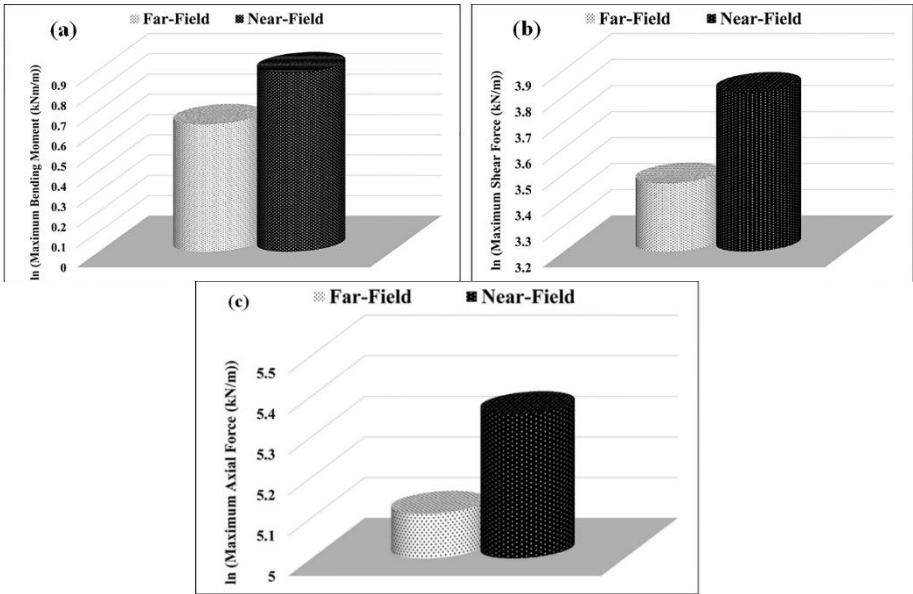 (a)
Far-Field Near-Field
ln (Maximum Bending Moment (kNm/m))
0.9
0.8
0.7
0.6
0.5
0.4
0.3
0.2
0.1
0
(b)
Far-Field Near-Field
ln (Maximum Shear Force (kN/m))
3.9
3.8
3.7
3.6
3.5
3.4
3.3
3.2
(c)
Far-Field Near-Field
ln (Maximum Axial Force (kN/m))
5.5
5.4
5.3
5.2
5.1
5